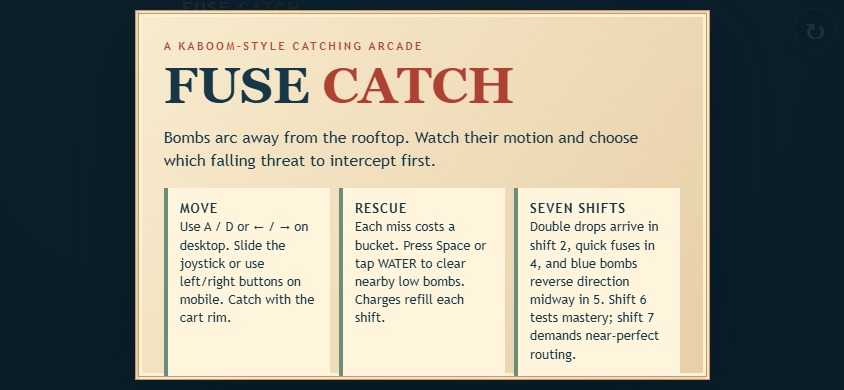 FUSE CATCH
A KABOOM-STYLE CATCHING ARCADE
FUSE CATCH
Bombs arc away from the rooftop. Watch their motion and choose
which falling threat to intercept first.
MOVE
Use A / D or ← / → on
desktop. Slide the
joystick or use
left/right buttons on
mobile. Catch with the
cart rim.
RESCUE
Each miss costs a
bucket. Press Space or
tap WATER to clear
nearby low bombs.
Charges refill each
shift.
SEVEN SHIFTS
Double drops arrive in
shift 2, quick fuses in
4, and blue bombs
reverse direction
midway in 5. Shift 6
tests mastery; shift 7
demands near-perfect
routing.